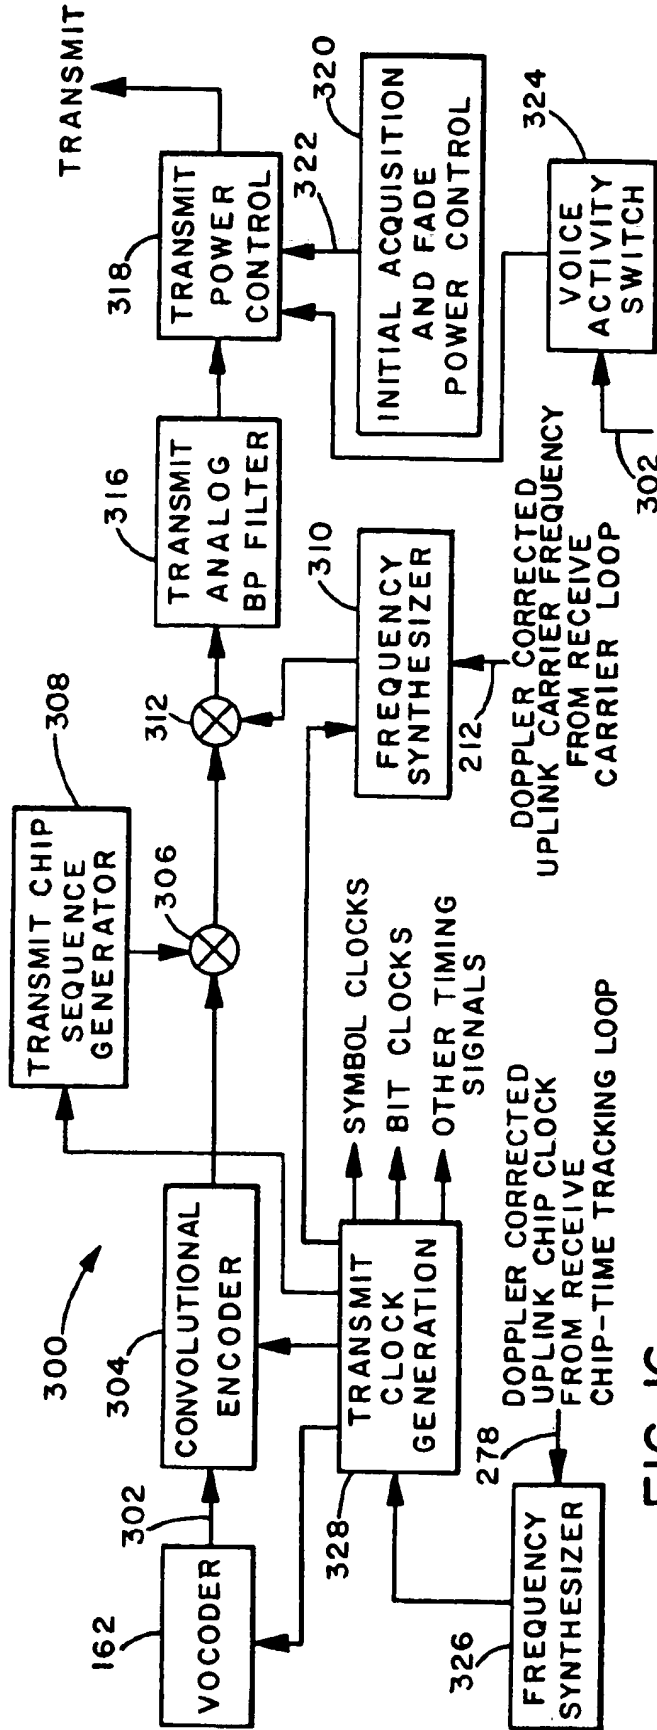 300
162
VOCODER
302
304
CONVOLUTIONAL
ENCODER
TRANSMIT CHIP
SEQUENCE
GENERATOR
308
306
312
316
TRANSMIT
ANALOG
BP FILTER
318
TRANSMIT
POWER
CONTROL
TRANSMIT
322
320
INITIAL ACQUISITION
AND FADE
POWER CONTROL
324
VOICE
ACTIVITY
SWITCH
302
310
FREQUENCY
SYNTHESIZER
212
DOPPLER CORRECTED
UPLINK CARRIER FREQUENCY
FROM RECEIVE
CARRIER LOOP
328
TRANSMIT
CLOCK
GENERATION
SYMBOL CLOCKS
BIT CLOCKS
OTHER TIMING
SIGNALS
326
FREQUENCY
SYNTHESIZER
278
DOPPLER CORRECTED
UPLINK CHIP CLOCK
FROM RECEIVE
CHIP-TIME TRACKING LOOP